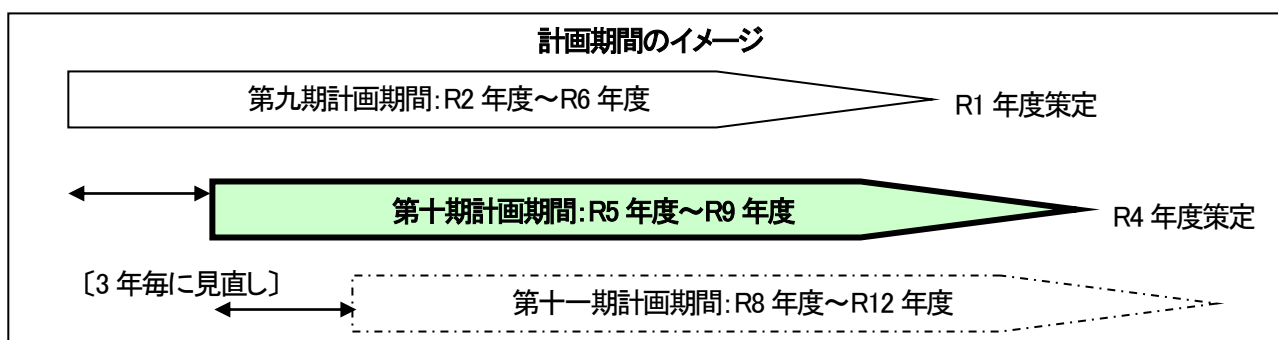 計画期間のイメージ
第九期計画期間：R2 年度～R6 年度
R1 年度策定
第十期計画期間：R5 年度～R9 年度
R4 年度策定
〔3 年毎に見直し〕
第十一期計画期間：R8 年度～R12 年度